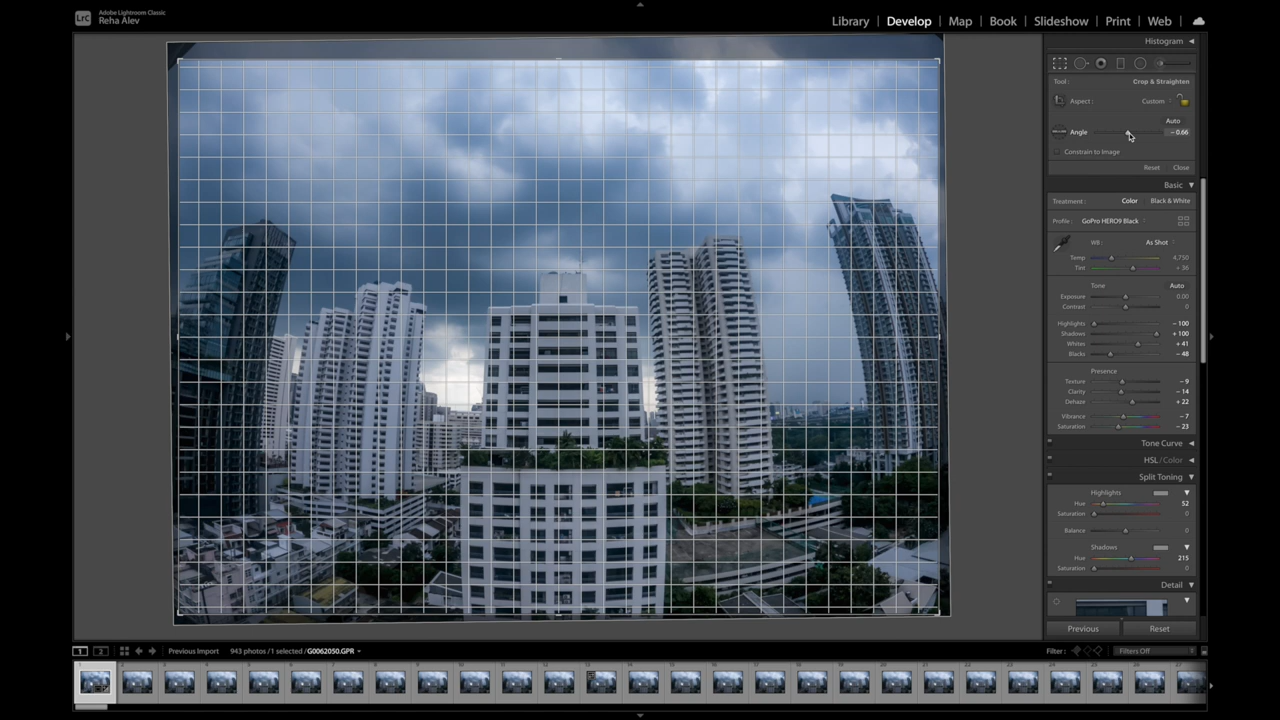 Adobe Lightroom Classic
LrC
Reha Alev
Library | Develop | Map | Book | Slideshow | Print | Web
Histogram
Tool : Crop & Straighten
Aspect : Custom
Auto
Angle − 0.66
Constrain to Image
Reset Close
Basic
Treatment : Color Black & White
Profile : GoPro HERO9 Black
WB : As Shot
Temp 4,750
Tint + 36
Tone Auto
Exposure 0.00
Contrast 0
Highlights − 100
Shadows + 100
Whites + 41
Blacks − 48
Presence
Texture − 9
Clarity − 14
Dehaze + 22
Vibrance − 7
Saturation − 23
Tone Curve
HSL / Color
Split Toning
Highlights
Hue 52
Saturation 0
Balance 0
Shadows
Hue 215
Saturation 0
Detail
Previous Reset
1 2 Previous Import 943 photos / 1 selected / G0062050.GPR Filter : Filters Off